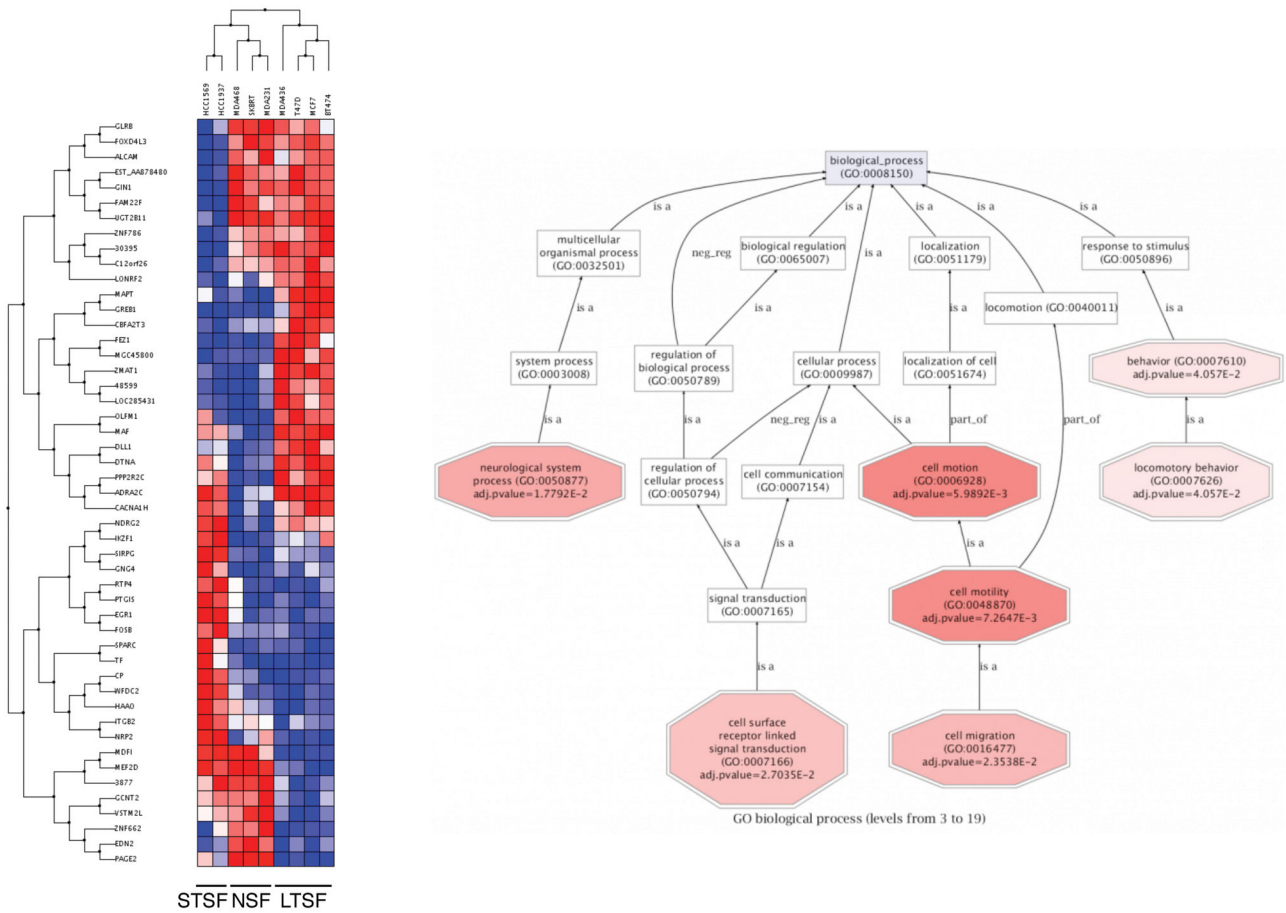 HCC1569
HCC1937
MDA468
SKBRT
MDA231
MDA436
T47D
MCF7
BT474
GLRB
FOXD4L3
ALCAM
EST_AA878480
GIN1
FAM22F
UGT2B11
ZNF786
30395
C12orf26
LONRF2
MAPT
GREB1
CBFA2T3
FEZ1
MGC45800
ZMAT1
48599
LOC285431
OLFM1
MAF
DLL1
DTNA
PPP2R2C
ADRA2C
CACNA1H
NDRG2
IKZF1
SIRPG
GNG4
RTP4
PTGIS
EGR1
FOSB
SPARC
TF
CP
WFDC2
HAAO
ITGB2
NRP2
MDFI
MEF2D
3877
GCNT2
VSTM2L
ZNF662
EDN2
PAGE2
STSF NSF LTSF
biological_process
(GO:0008150)
is a
is a
is a
is a
is a
multicellular
organismal process
(GO:0032501)
neg_reg
biological regulation
(GO:0065007)
is a
localization
(GO:0051179)
response to stimulus
(GO:0050896)
is a
is a
is a
locomotion (GO:0040011)
is a
system process
(GO:0003008)
regulation of
biological process
(GO:0050789)
cellular process
(GO:0009987)
localization of cell
(GO:0051674)
behavior (GO:0007610)
adj.pvalue=4.057E-2
is a
is a
neg_reg
is a
part_of
part_of
is a
neurological system
process (GO:0050877)
adj.pvalue=1.7792E-2
regulation of
cellular process
(GO:0050794)
is a
cell communication
(GO:0007154)
cell motion
(GO:0006928)
adj.pvalue=5.9892E-3
locomotory behavior
(GO:0007626)
adj.pvalue=4.057E-2
is a
is a
is a
signal transduction
(GO:0007165)
cell motility
(GO:0048870)
adj.pvalue=7.2647E-3
is a
is a
cell surface
receptor linked
signal transduction
(GO:0007166)
adj.pvalue=2.7035E-2
cell migration
(GO:0016477)
adj.pvalue=2.3538E-2
GO biological process (levels from 3 to 19)